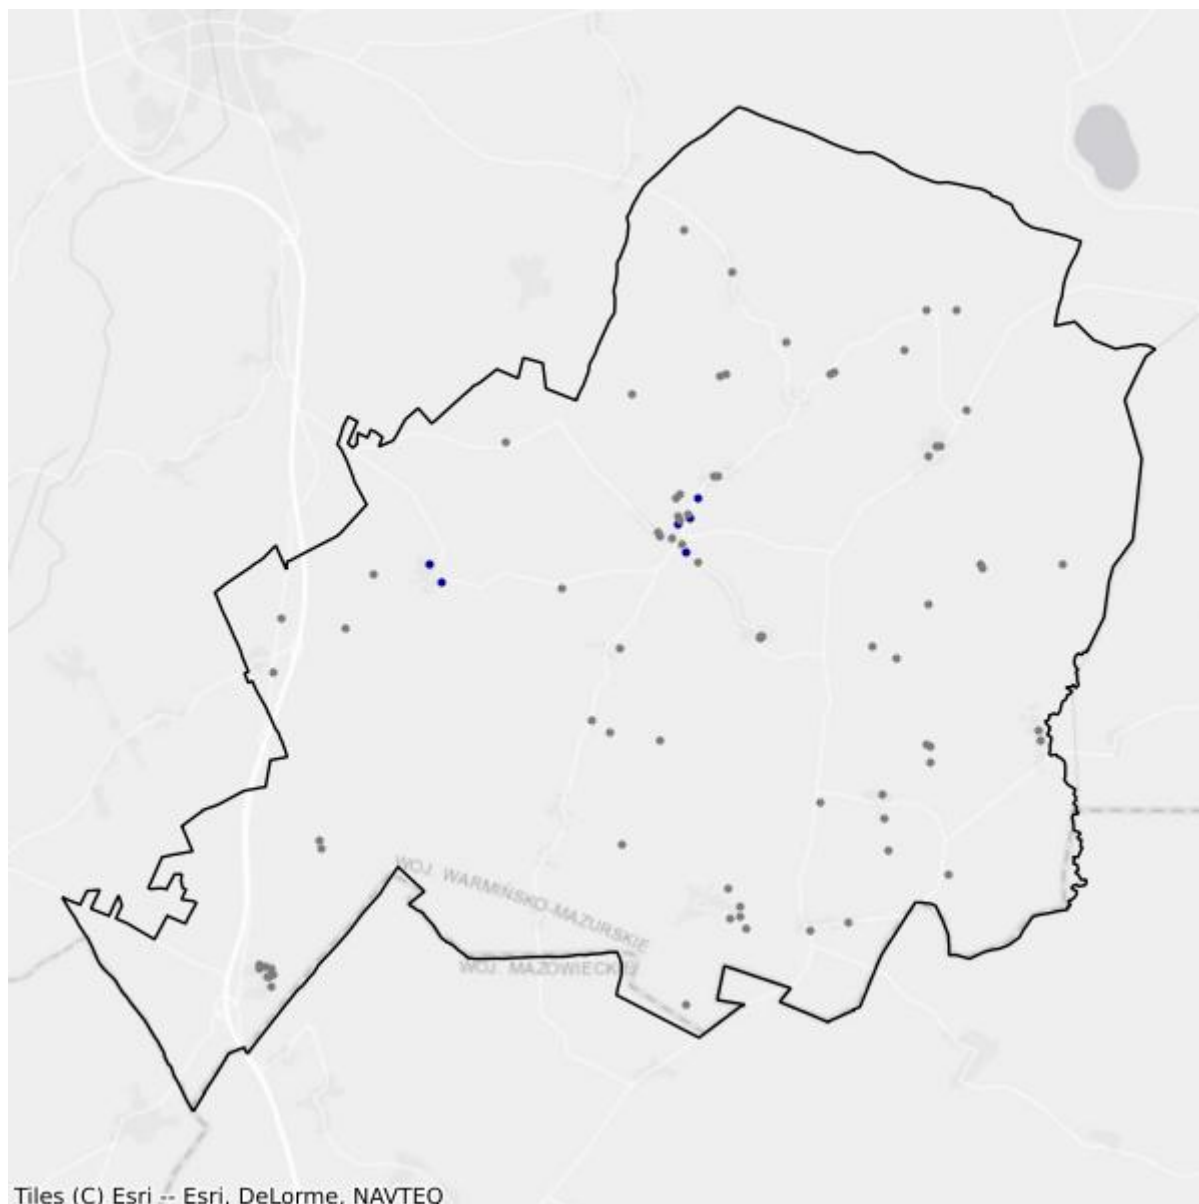 WOJ. WARMIŃSKO-MAZURSKIE
WOJ. MAZOWIECKIE
Tiles (C) Esri -- Esri, DeLorme, NAVTEQ